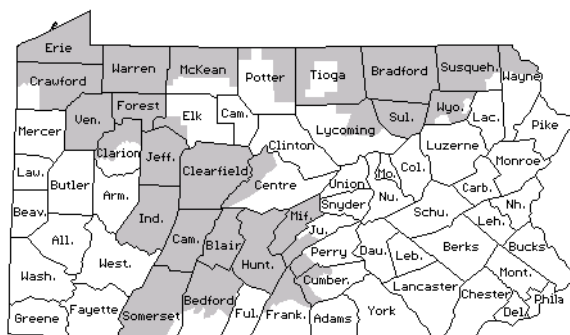 Erie
Crawford
Warren
McKean
Potter
Tioga
Bradford
Susqueh.
Wayne
Forest
Ven.
Elk
Cam.
Lycoming
Sul.
Wyo.
Lac.
Mercer
Clarion
Jeff.
Clearfield
Clinton
Luzerne
Pike
Law.
Butler
Arm.
Centre
Union
Mo.
Col.
Monroe
Carb.
Beav.
Ind.
Snyder
Nu.
Mif.
Ju.
Schu.
Leh.
Nh.
All.
Cam.
Blair
Hunt.
Perry
Dau.
Leb.
Berks
Bucks
Wash.
West.
Cumber.
Lancaster
Mont.
Greene
Fayette
Somerset
Bedford
Ful.
Frank.
Adams
York
Chester
Del.
Phila